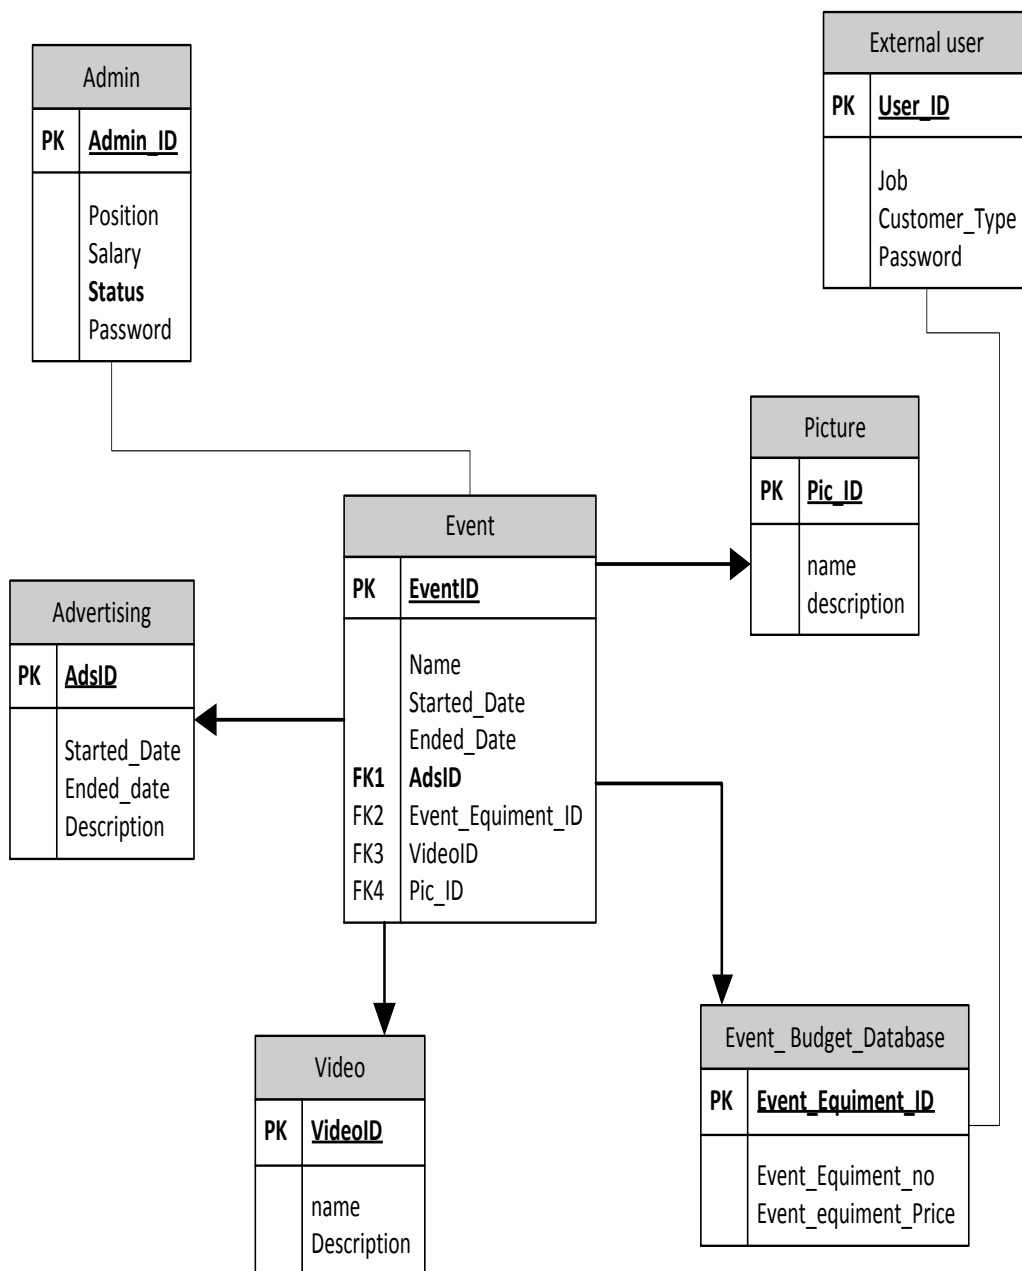 Admin
PK Admin_ID
Position
Salary
Status
Password
External user
PK User_ID
Job
Customer_Type
Password
Picture
PK Pic_ID
name
description
Event
PK EventID
Name
Started_Date
Ended_Date
FK1 AdsID
FK2 Event_Equiment_ID
FK3 VideoID
FK4 Pic_ID
Advertising
PK AdsID
Started_Date
Ended_date
Description
Video
PK VideoID
name
Description
Event_ Budget_Database
PK Event_Equiment_ID
Event_Equiment_no
Event_equiment_Price